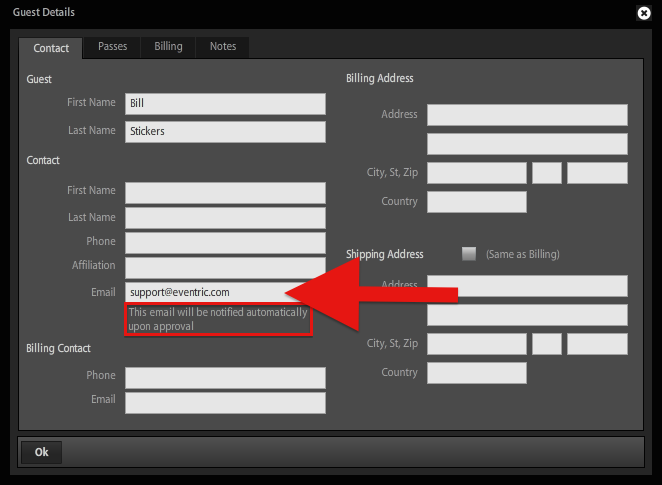 Guest Details
Contact
Passes
Billing
Notes
Guest
First Name
Bill
Last Name
Stickers
Contact
First Name
Last Name
Phone
Affiliation
Email
support@eventric.com
This email will be notified automatically
upon approval
Billing Contact
Phone
Email
Billing Address
Address
City, St, Zip
Country
Shipping Address
(Same as Billing)
Address
City, St, Zip
Country
Ok